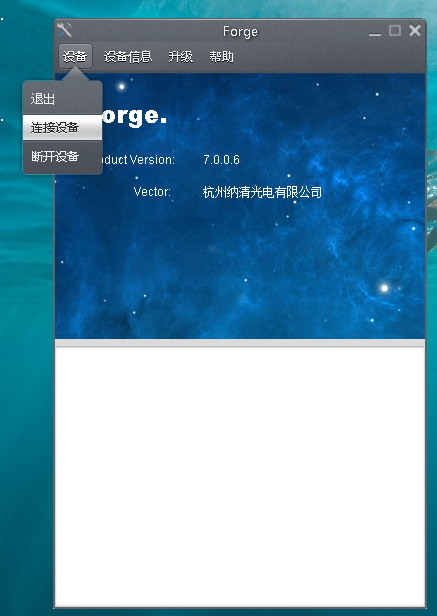 Forge
设备 设备信息 升级 帮助
退出
连接设备
断开设备
orge.
oduct Version: 7.0.0.6
Vector: 杭州纳清光电有限公司